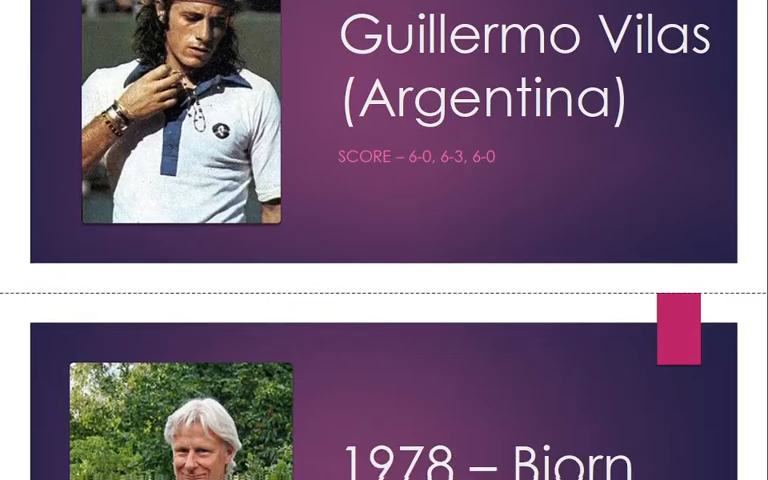 Guillermo Vilas
(Argentina)
SCORE – 6-0, 6-3, 6-0
1978 – Bjorn